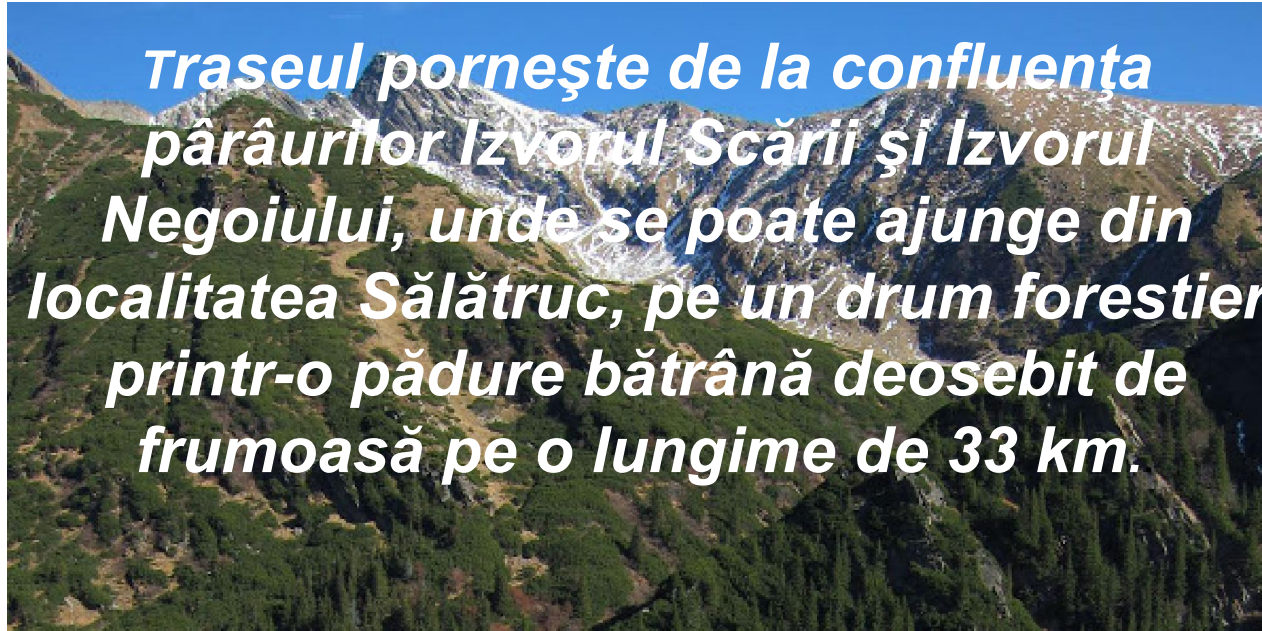 Traseul porneşte de la confluenţa
pârâurilor Izvorul Scării şi Izvorul
Negoiului, unde se poate ajunge din
localitatea Sălătruc, pe un drum forestier
printr-o pădure bătrână deosebit de
frumoasă pe o lungime de 33 km.